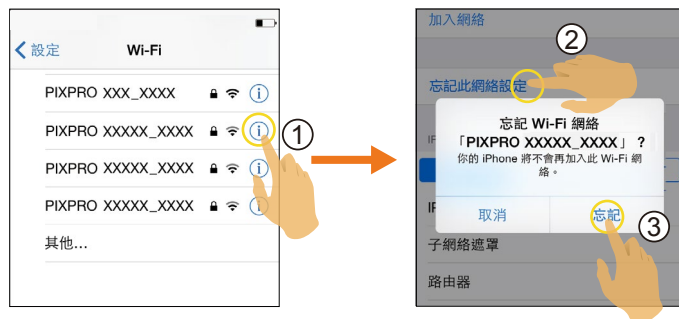 設定 Wi-Fi
PIXPRO XXX_XXXX
PIXPRO XXXXX_XXXX
PIXPRO XXXXX_XXXX
PIXPRO XXXXX_XXXX
其他...
1
加入網絡
2
忘記此網絡設定
忘記 Wi-Fi 網絡
「PIXPRO XXXXX_XXXX」?
你的 iPhone 將不會再加入此 Wi-Fi 網
絡。
IP
取消 忘記
3
子網絡遮罩
路由器